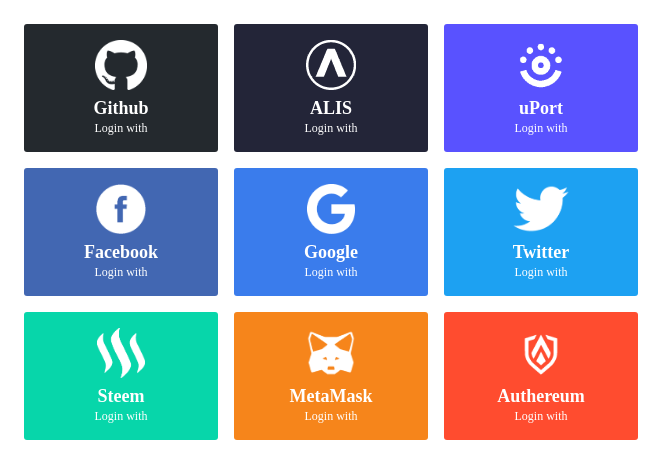 Github
Login with
ALIS
Login with
uPort
Login with
Facebook
Login with
Google
Login with
Twitter
Login with
Steem
Login with
MetaMask
Login with
Authereum
Login with